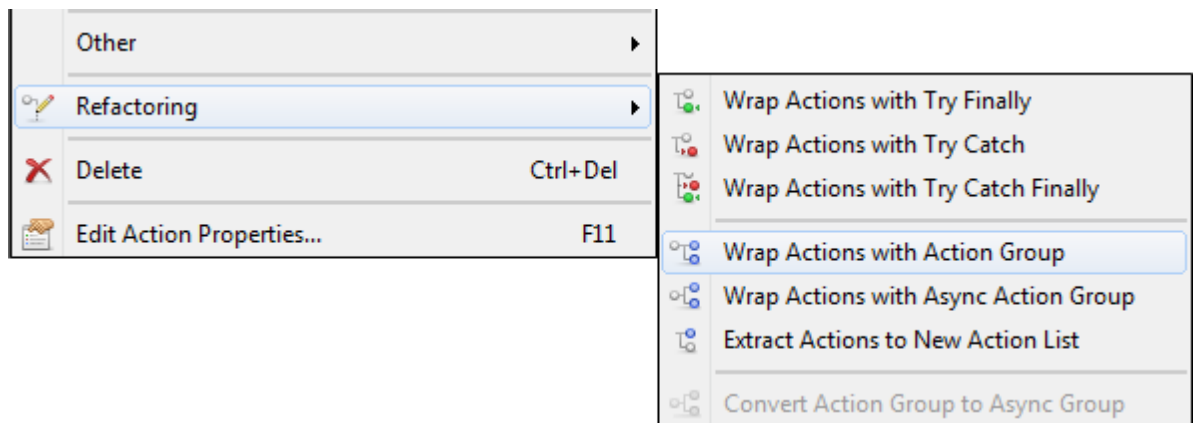 Other
Refactoring
Delete Ctrl+Del
Edit Action Properties... F11
Wrap Actions with Try Finally
Wrap Actions with Try Catch
Wrap Actions with Try Catch Finally
Wrap Actions with Action Group
Wrap Actions with Async Action Group
Extract Actions to New Action List
Convert Action Group to Async Group